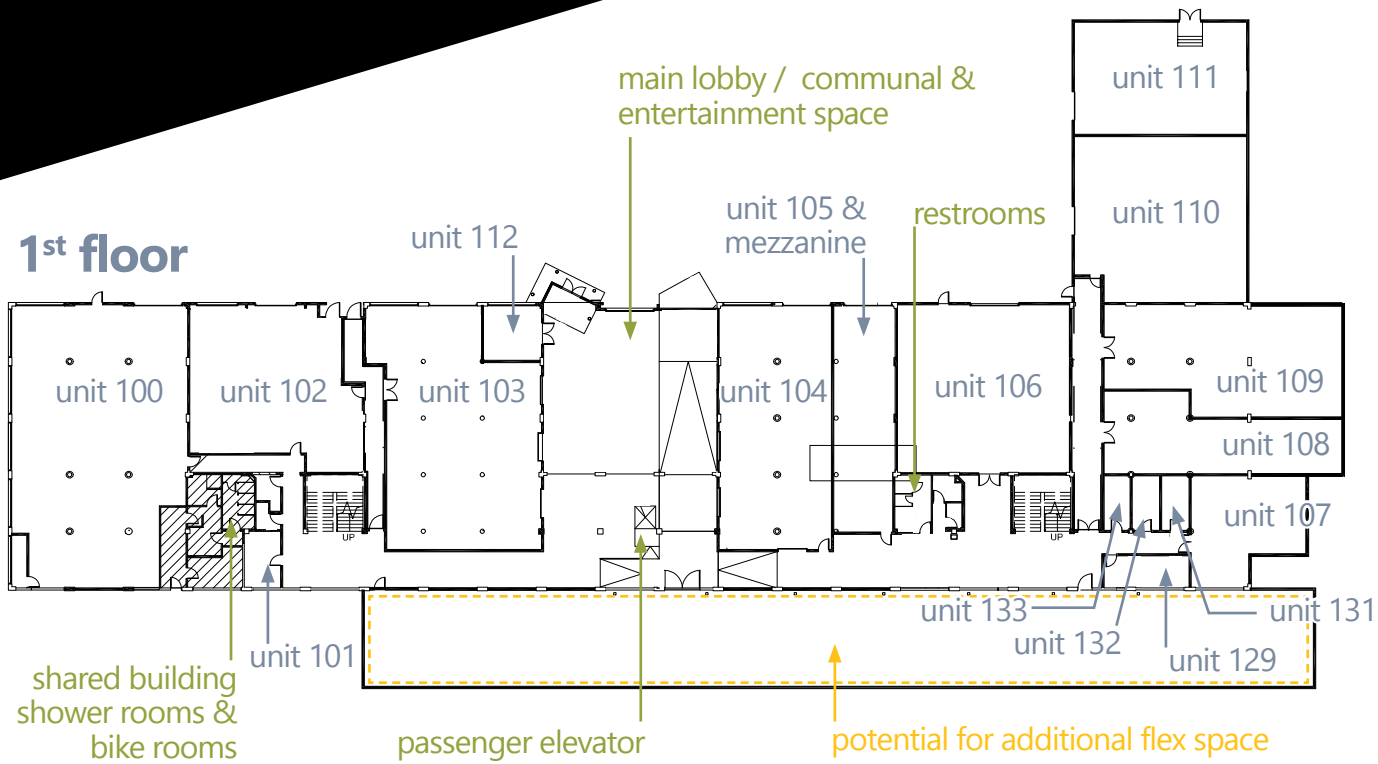 1st floor
main lobby / communal &
entertainment space
unit 111
unit 110
unit 112
unit 105 &
mezzanine
restrooms
unit 100
unit 102
unit 103
unit 104
unit 106
unit 109
unit 108
unit 107
UP
UP
unit 101
unit 133
unit 132
unit 129
unit 131
shared building
shower rooms &
bike rooms
passenger elevator
potential for additional flex space